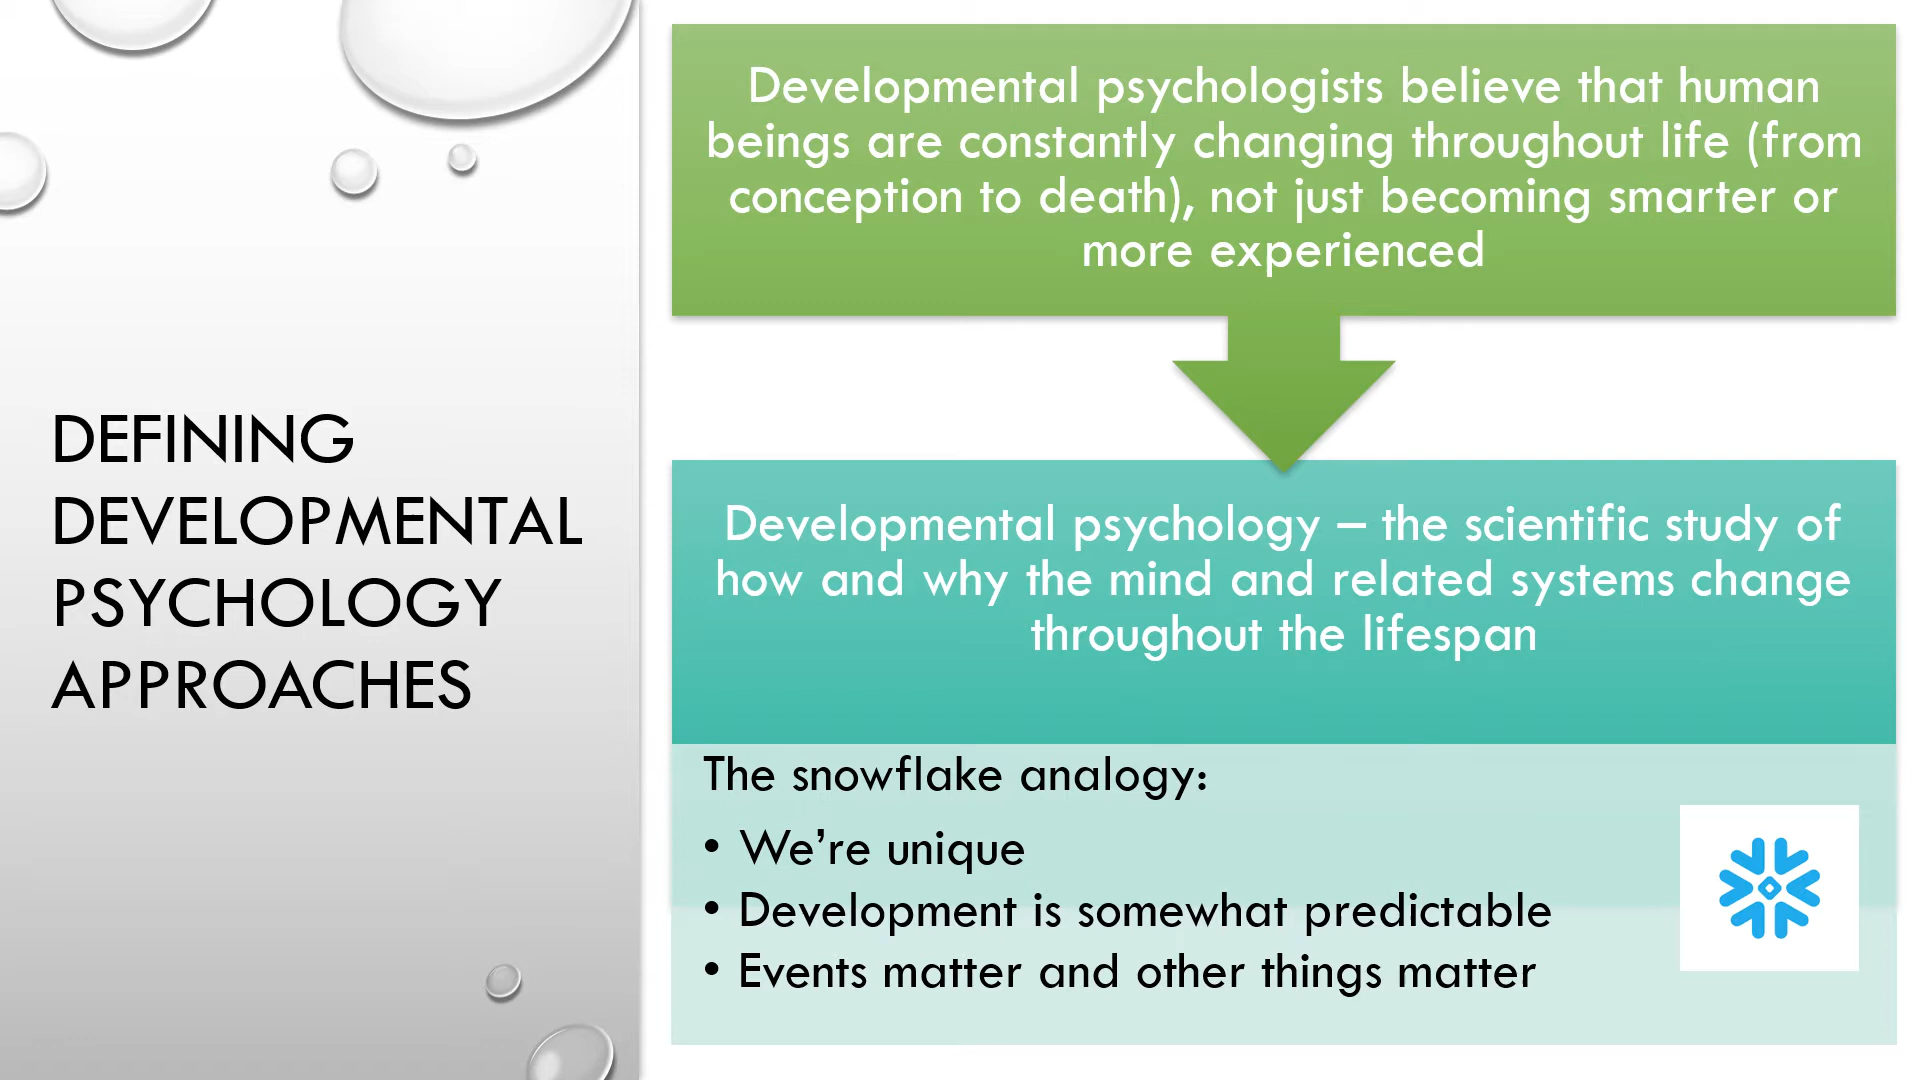 DEFINING
DEVELOPMENTAL
PSYCHOLOGY
APPROACHES
Developmental psychologists believe that human
beings are constantly changing throughout life (from
conception to death), not just becoming smarter or
more experienced
Developmental psychology – the scientific study of
how and why the mind and related systems change
throughout the lifespan
The snowflake analogy:
• We’re unique
• Development is somewhat predictable
• Events matter and other things matter